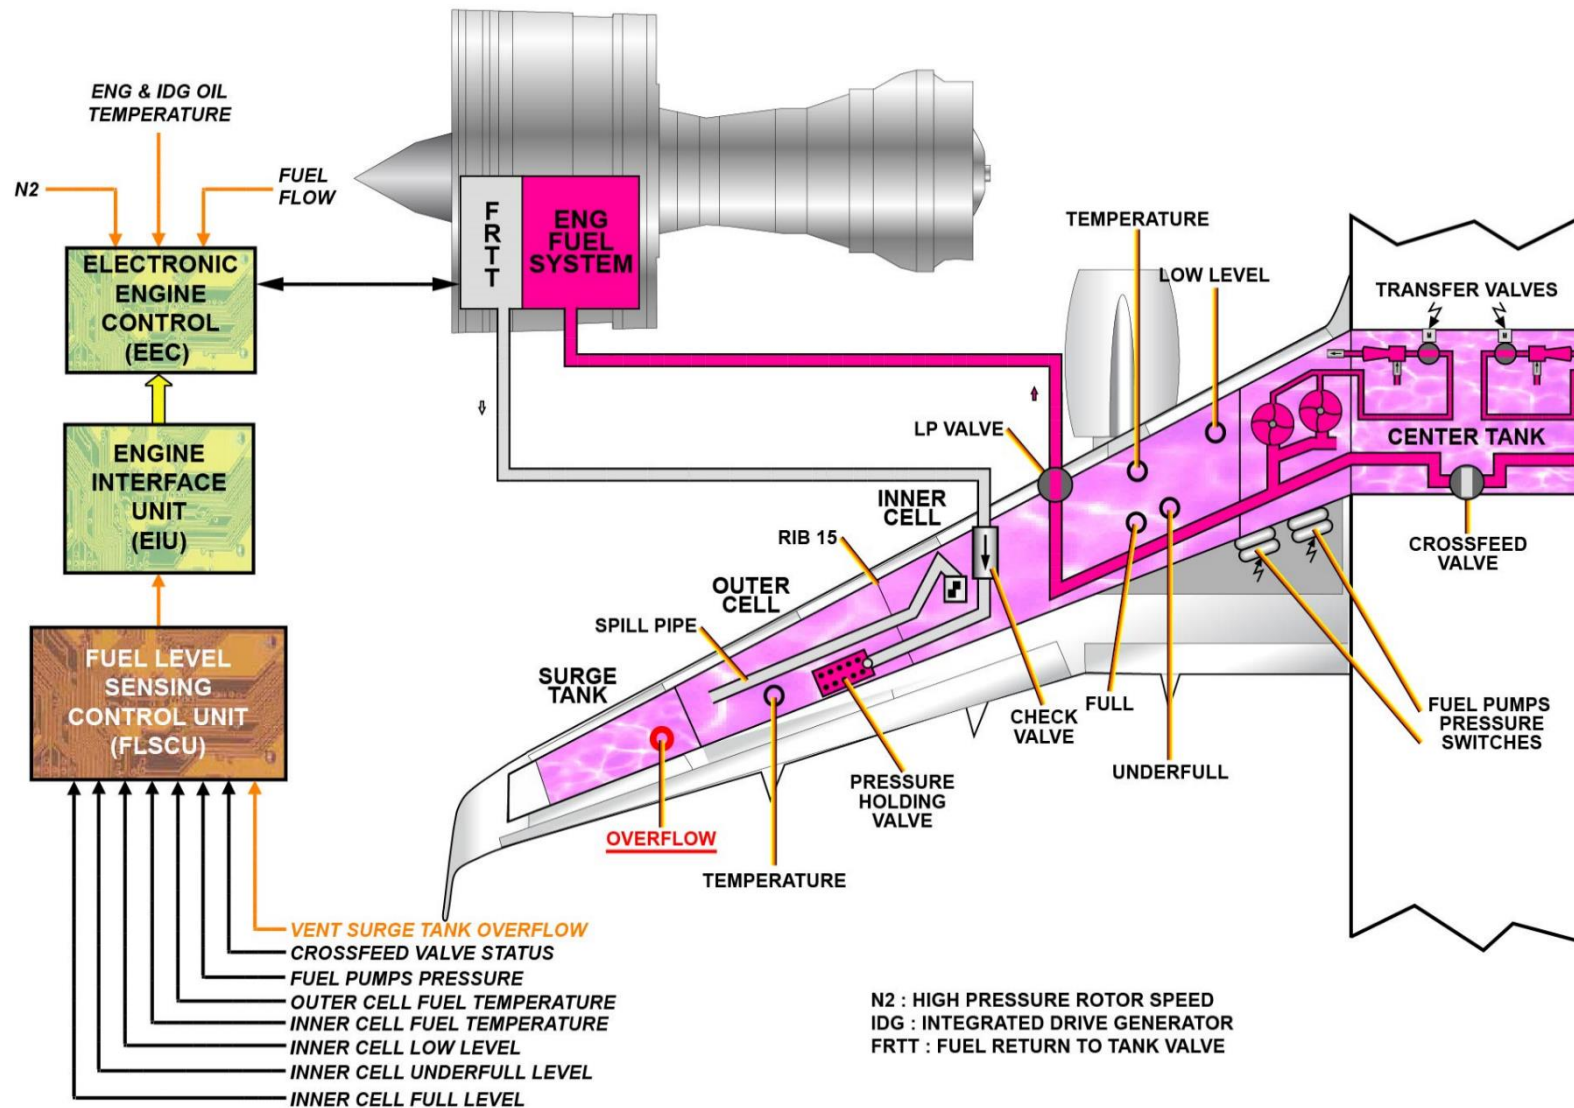 ENG & IDG OIL
TEMPERATURE
N2
FUEL
FLOW
ELECTRONIC
ENGINE
CONTROL
(EEC)
ENGINE
INTERFACE
UNIT
(EIU)
FUEL LEVEL
SENSING
CONTROL UNIT
(FLSCU)
VENT SURGE TANK OVERFLOW
CROSSFEED VALVE STATUS
FUEL PUMPS PRESSURE
OUTER CELL FUEL TEMPERATURE
INNER CELL FUEL TEMPERATURE
INNER CELL LOW LEVEL
INNER CELL UNDERFULL LEVEL
INNER CELL FULL LEVEL
FRTT
ENG
FUEL
SYSTEM
TEMPERATURE
LOW LEVEL
TRANSFER VALVES
M
M
LP VALVE
CENTER TANK
INNER
CELL
RIB 15
OUTER
CELL
SPILL PIPE
SURGE
TANK
CROSSFEED
VALVE
FULL
CHECK
VALVE
FUEL PUMPS
PRESSURE
SWITCHES
UNDERFULL
PRESSURE
HOLDING
VALVE
OVERFLOW
TEMPERATURE
N2 : HIGH PRESSURE ROTOR SPEED
IDG : INTEGRATED DRIVE GENERATOR
FRTT : FUEL RETURN TO TANK VALVE